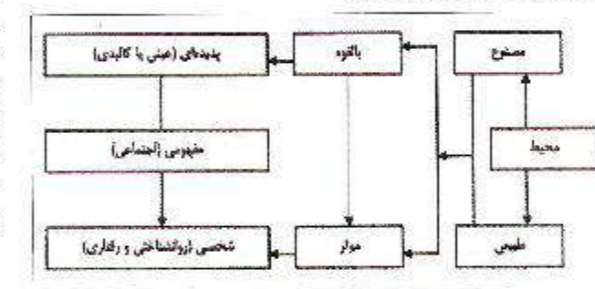 مصنوع
بالقوه
پدیده‌ای (عینی یا کالبدی)
محیط
مفهومی (اجتماعی)
طبیعی
موثر
شخصی (روانشناختی و رفتاری)